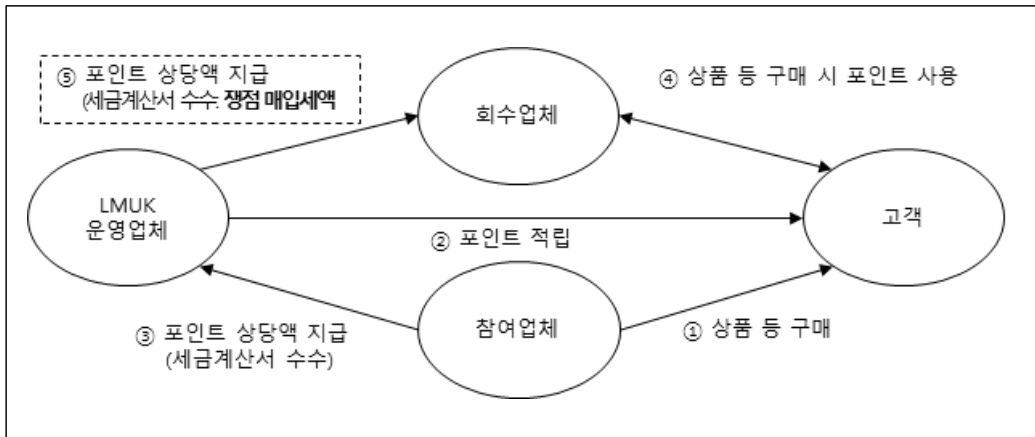 ⑤ 포인트 상당액 지급
(세금계산서 수수: 쟁점 매입세액
④ 상품 등 구매 시 포인트 사용
회수업체
LMUK
운영업체
고객
② 포인트 적립
③ 포인트 상당액 지급
(세금계산서 수수)
참여업체
① 상품 등 구매